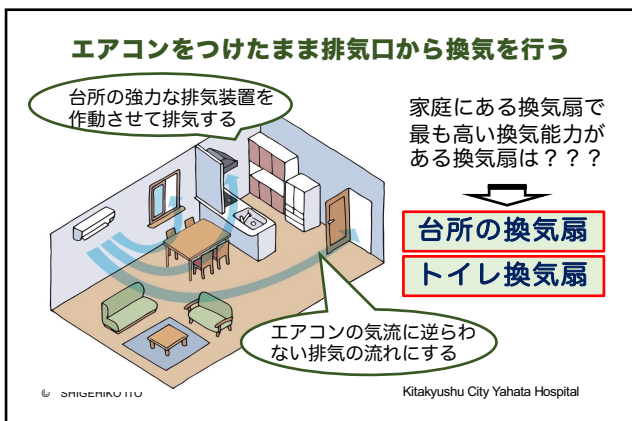 エアコンをつけたまま排気口から換気を行う
台所の強力な排気装置を
作動させて排気する
家庭にある換気扇で
最も高い換気能力が
ある換気扇は？？？
台所の換気扇
トイレ換気扇
エアコンの気流に逆らわ
ない排気の流れにする
© SHIGEHIKO ITO
Kitakyushu City Yahata Hospital